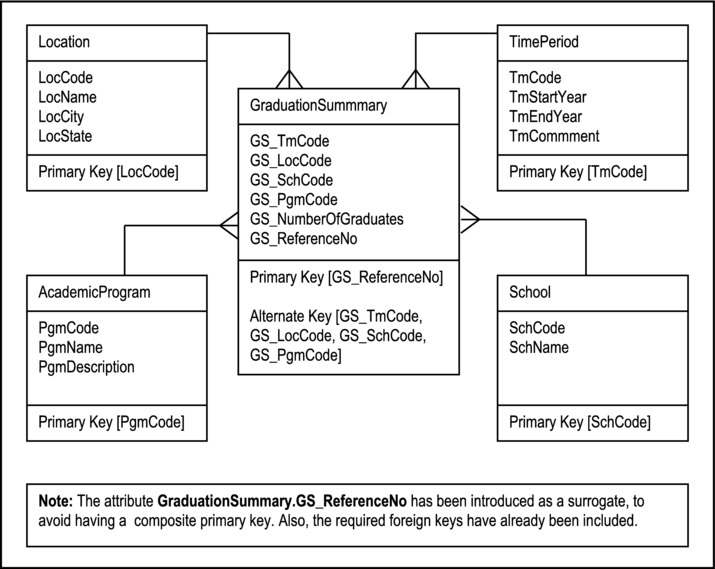 Location
LocCode
LocName
LocCity
LocState
Primary Key [LocCode]
TimePeriod
TmCode
TmStartYear
TmEndYear
TmCommment
Primary Key [TmCode]
GraduationSummmary
GS_TmCode
GS_LocCode
GS_SchCode
GS_PgmCode
GS_NumberOfGraduates
GS_ReferenceNo
Primary Key [GS_ReferenceNo]
Alternate Key [GS_TmCode,
GS_LocCode, GS_SchCode,
GS_PgmCode]
AcademicProgram
PgmCode
PgmName
PgmDescription
Primary Key [PgmCode]
School
SchCode
SchName
Primary Key [SchCode]
Note: The attribute GraduationSummary.GS_ReferenceNo has been introduced as a surrogate, to
avoid having a composite primary key. Also, the required foreign keys have already been included.